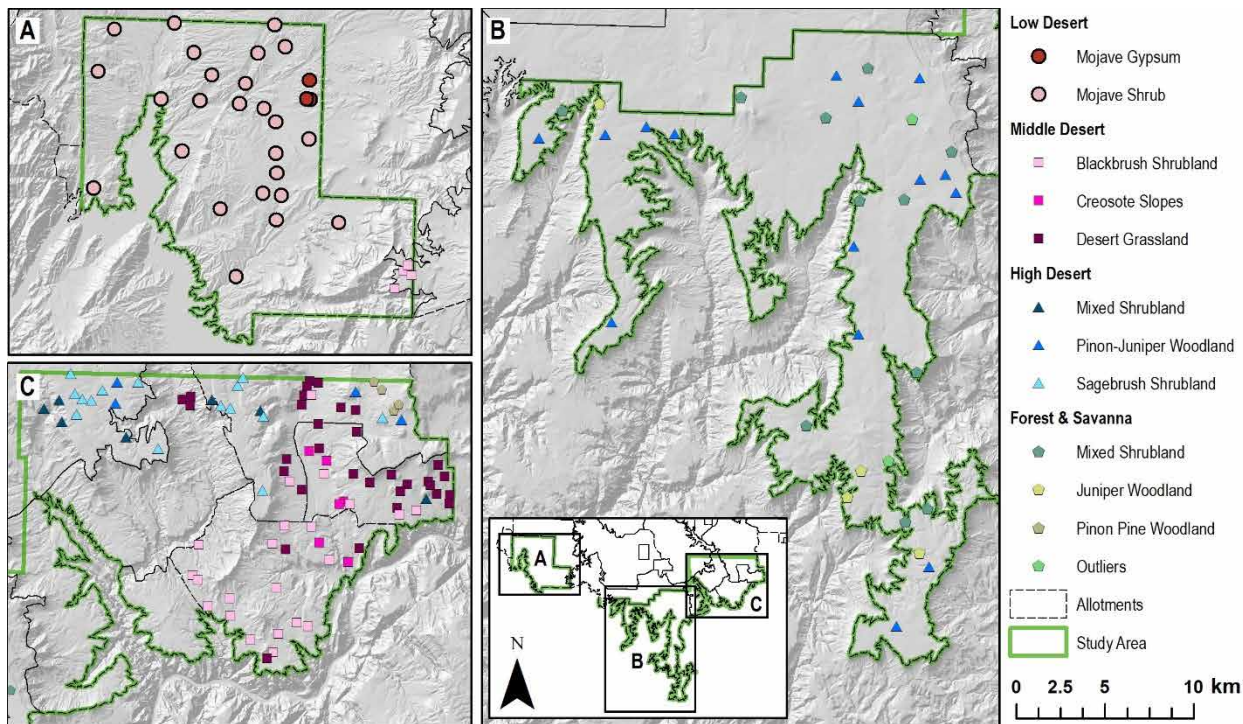 A
B
C
A
B
C
N
Low Desert
Mojave Gypsum
Mojave Shrub
Middle Desert
Blackbrush Shrubland
Creosote Slopes
Desert Grassland
High Desert
Mixed Shrubland
Pinon-Juniper Woodland
Sagebrush Shrubland
Forest & Savanna
Mixed Shrubland
Juniper Woodland
Pinon Pine Woodland
Outliers
Allotments
Study Area
0 2.5 5 10 km